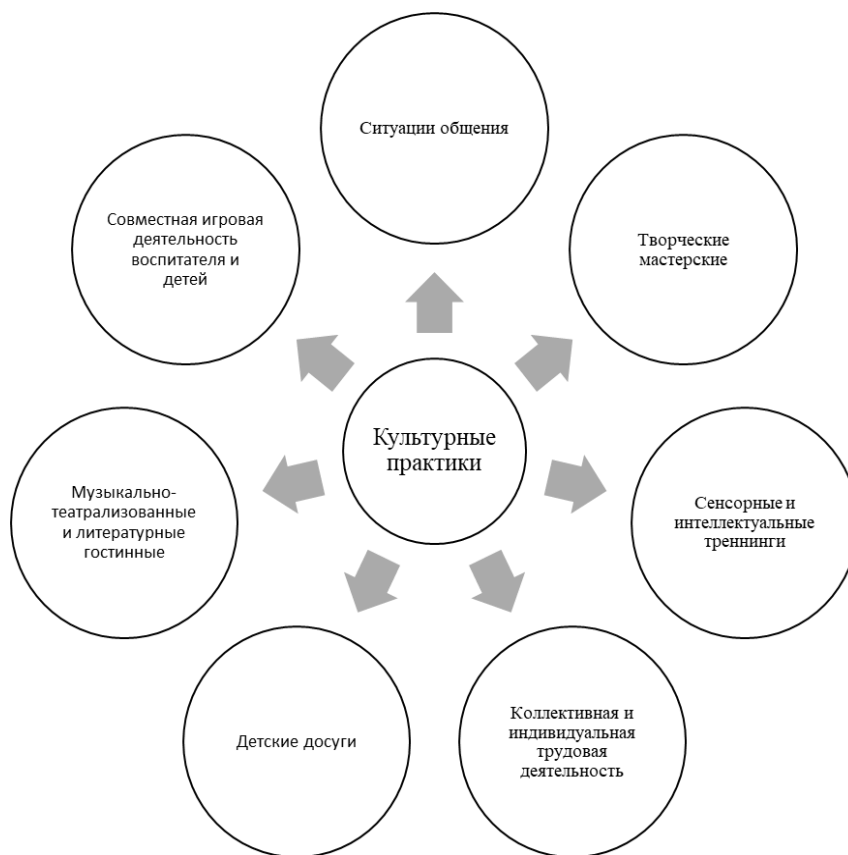 Ситуации общения
Совместная игровая
деятельность
воспитателя и
детей
Творческие
мастерские
Культурные
практики
Музыкально-
театрализованные
и литературные
гостинные
Сенсорные и
интеллектуальные
треннинги
Детские досуги
Коллективная и
индивидуальная
трудовая
деятельность